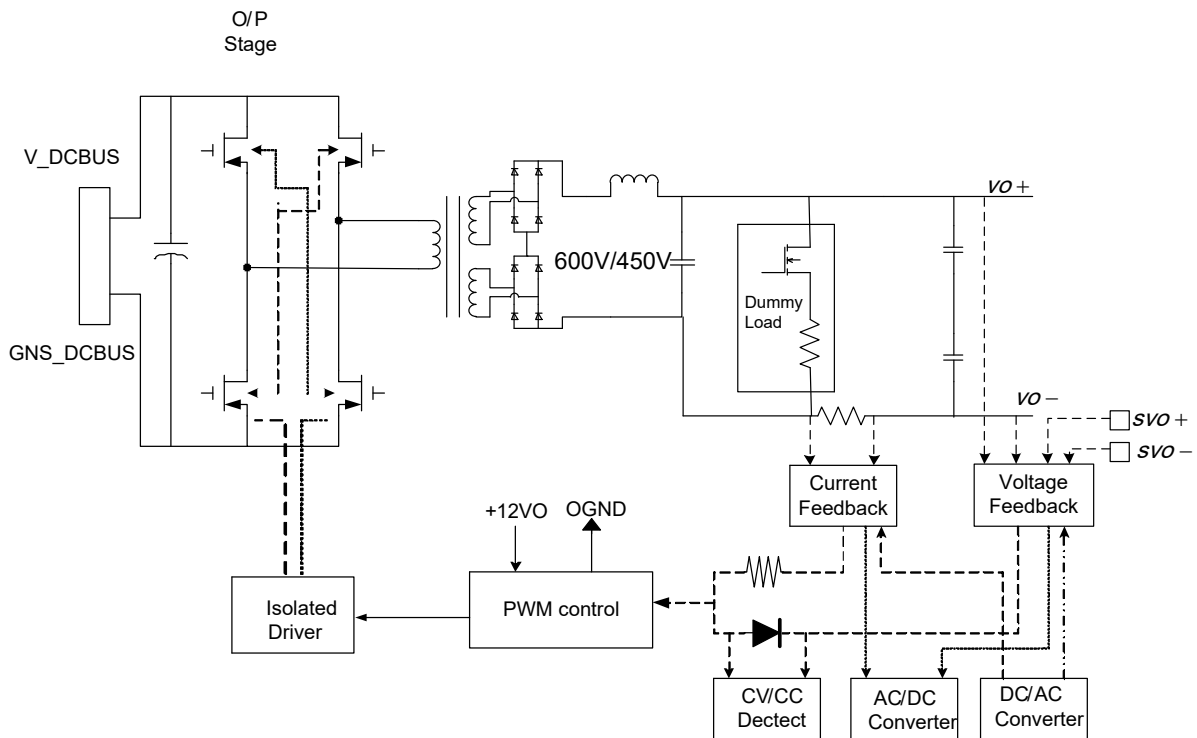 O/P
Stage
V_DCBUS
GNS_DCBUS
600V/450V
Dummy
Load
VO+
VO-
SVO+
SVO-
Current
Feedback
Voltage
Feedback
+12VO
OGND
Isolated
Driver
PWM control
CV/CC
Dectect
AC/DC
Converter
DC/AC
Converter